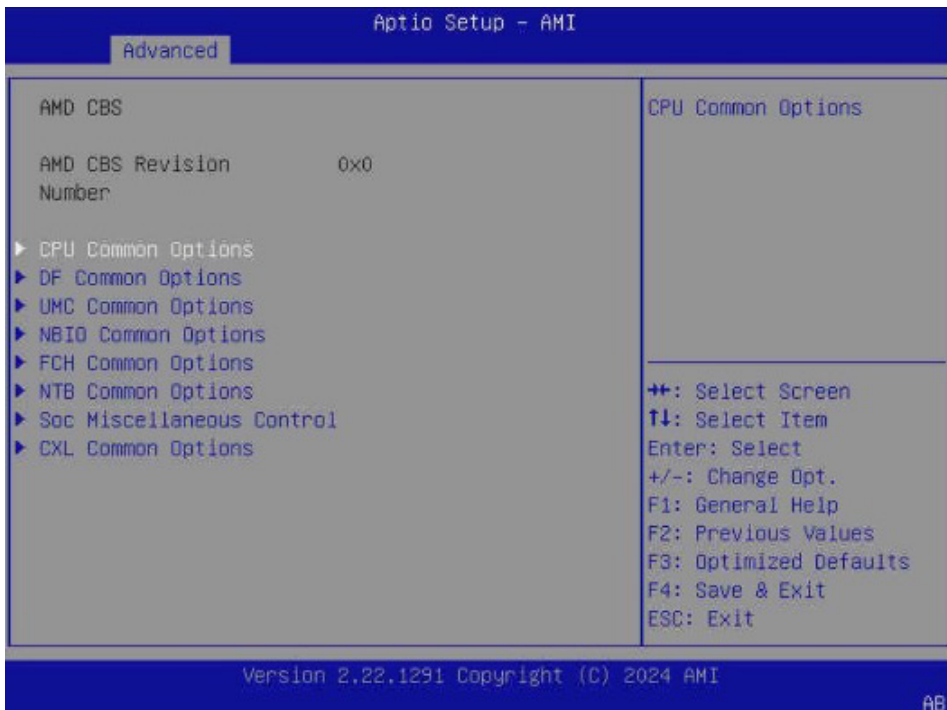 Aptio Setup – AMI
Advanced
AMD CBS
AMD CBS Revision 0x0
Number
CPU Common Options
DF Common Options
UMC Common Options
NBIO Common Options
FCH Common Options
NTB Common Options
Soc Miscellaneous Control
CXL Common Options
CPU Common Options
→←: Select Screen
↑↓: Select Item
Enter: Select
+/-: Change Opt.
F1: General Help
F2: Previous Values
F3: Optimized Defaults
F4: Save & Exit
ESC: Exit
Version 2.22.1291 Copyright (C) 2024 AMI
AB